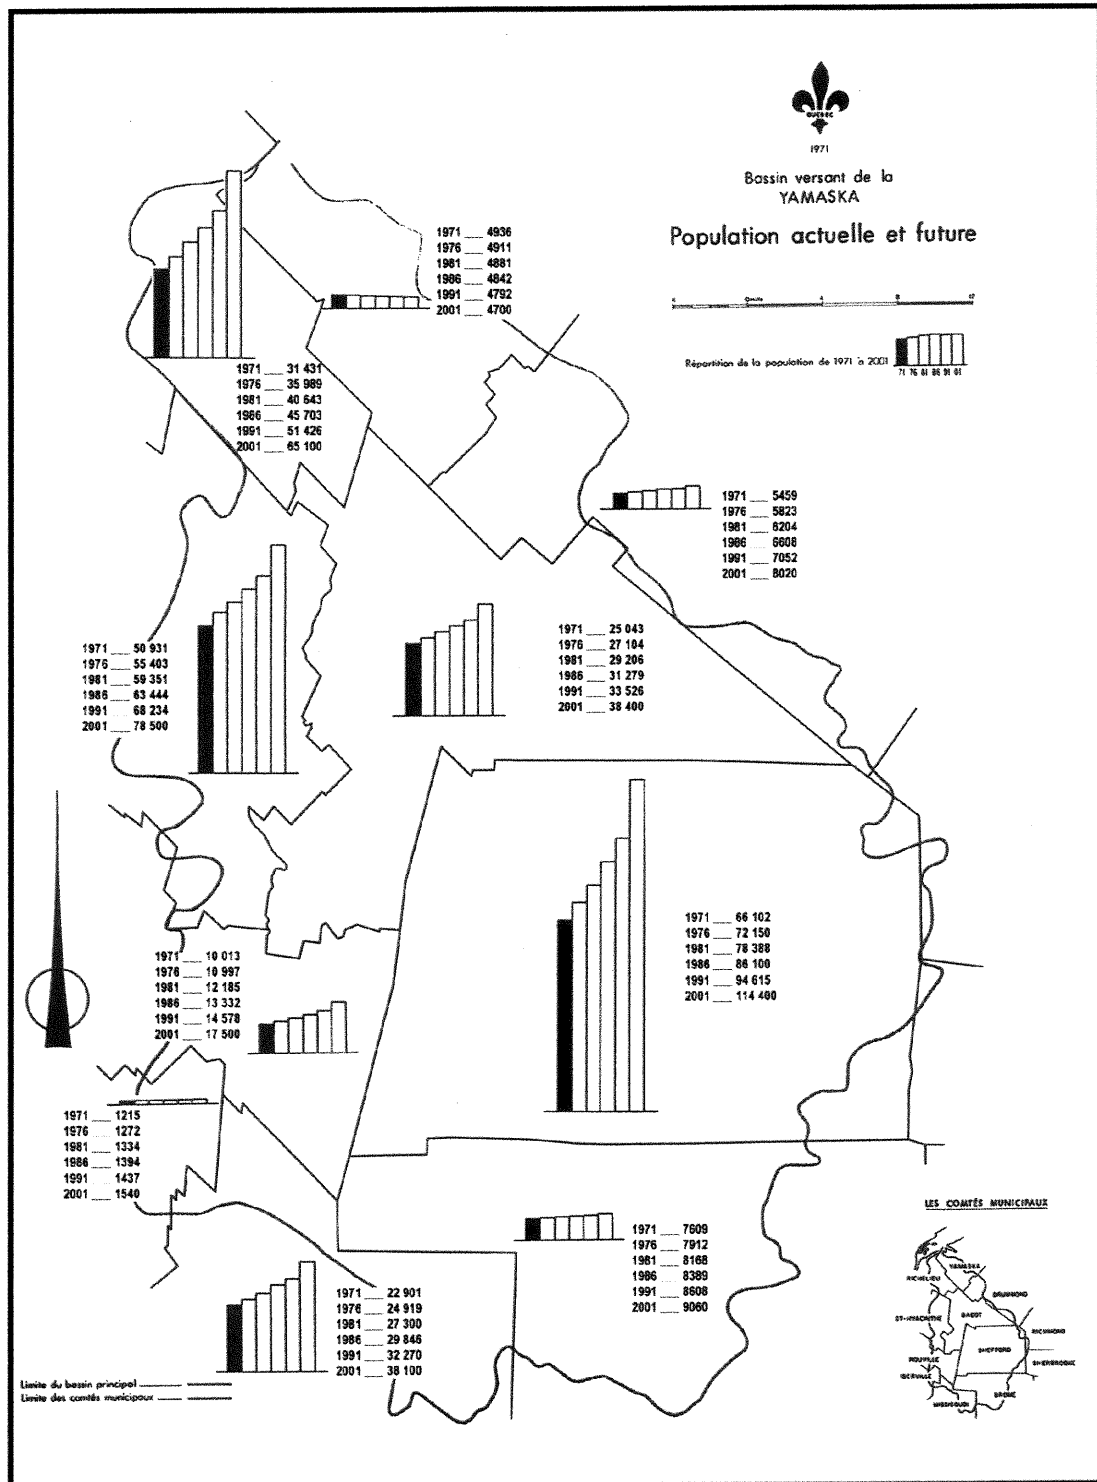 QUEBEC
1971
Bassin versant de la
YAMASKA
Population actuelle et future
4 0 milles 4 8 12
Répartition de la population de 1971 à 2001
71 76 81 86 91 01
1971 ___ 4936
1976 ___ 4911
1981 ___ 4881
1986 ___ 4842
1991 ___ 4792
2001 ___ 4700
1971 ___ 31 431
1976 ___ 35 989
1981 ___ 40 643
1986 ___ 45 703
1991 ___ 51 426
2001 ___ 65 100
1971 ___ 5459
1976 ___ 5823
1981 ___ 6204
1986 ___ 6608
1991 ___ 7052
2001 ___ 8020
1971 ___ 25 043
1976 ___ 27 104
1981 ___ 29 206
1986 ___ 31 279
1991 ___ 33 526
2001 ___ 38 400
1971 ___ 50 931
1976 ___ 55 403
1981 ___ 59 351
1986 ___ 63 444
1991 ___ 68 234
2001 ___ 78 500
1971 ___ 66 102
1976 ___ 72 150
1981 ___ 78 388
1986 ___ 86 100
1991 ___ 94 615
2001 ___ 114 400
1971 ___ 10 013
1976 ___ 10 997
1981 ___ 12 185
1986 ___ 13 332
1991 ___ 14 578
2001 ___ 17 500
1971 ___ 1215
1976 ___ 1272
1981 ___ 1334
1986 ___ 1394
1991 ___ 1437
2001 ___ 1540
1971 ___ 7609
1976 ___ 7912
1981 ___ 8168
1986 ___ 8389
1991 ___ 8608
2001 ___ 9060
1971 ___ 22 901
1976 ___ 24 919
1981 ___ 27 300
1986 ___ 29 846
1991 ___ 32 270
2001 ___ 38 100
LES COMTÉS MUNICIPAUX
YAMASKA
RICHELIEU
DRUMMOND
ST-HYACINTHE
BAGOT
RICHMOND
SHEFFORD
ROUVILLE
SHERBROOKE
IBERVILLE
BROME
MISSISQUOI
Limite du bassin principal
Limite des comtés municipaux